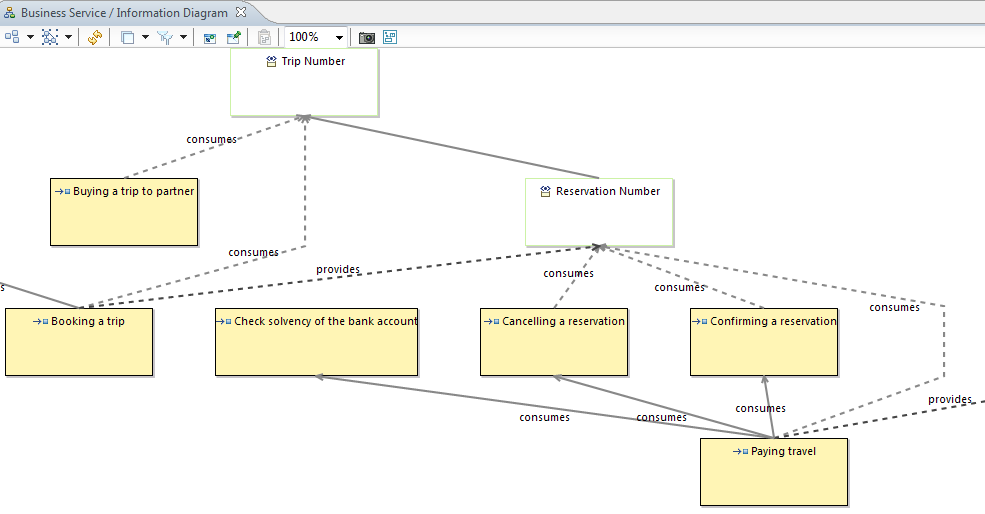 Business Service / Information Diagram
100%
Trip Number
consumes
Buying a trip to partner
Reservation Number
consumes
provides
consumes
consumes
s
consumes
Booking a trip
Check solvency of the bank account
Cancelling a reservation
Confirming a reservation
provides
consumes
consumes
consumes
Paying travel